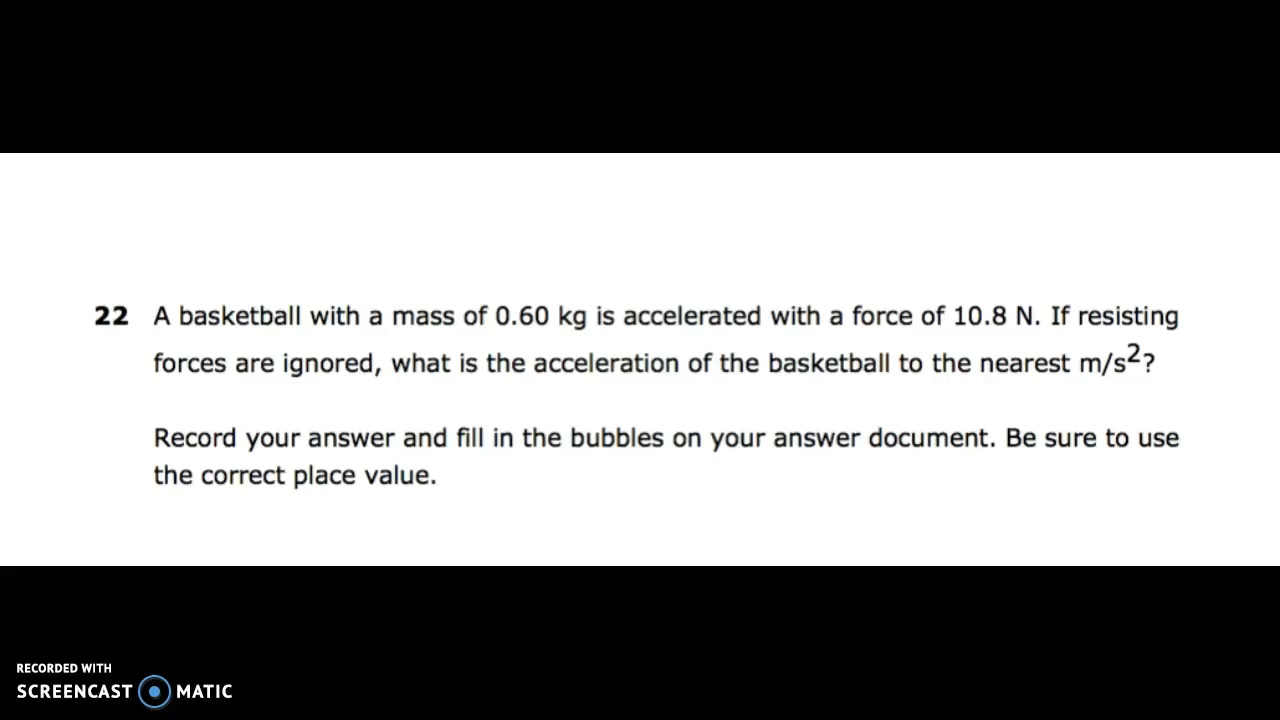 22 A basketball with a mass of 0.60 kg is accelerated with a force of 10.8 N. If resisting
forces are ignored, what is the acceleration of the basketball to the nearest m/s²?
Record your answer and fill in the bubbles on your answer document. Be sure to use
the correct place value.
RECORDED WITH
SCREENCAST MATIC